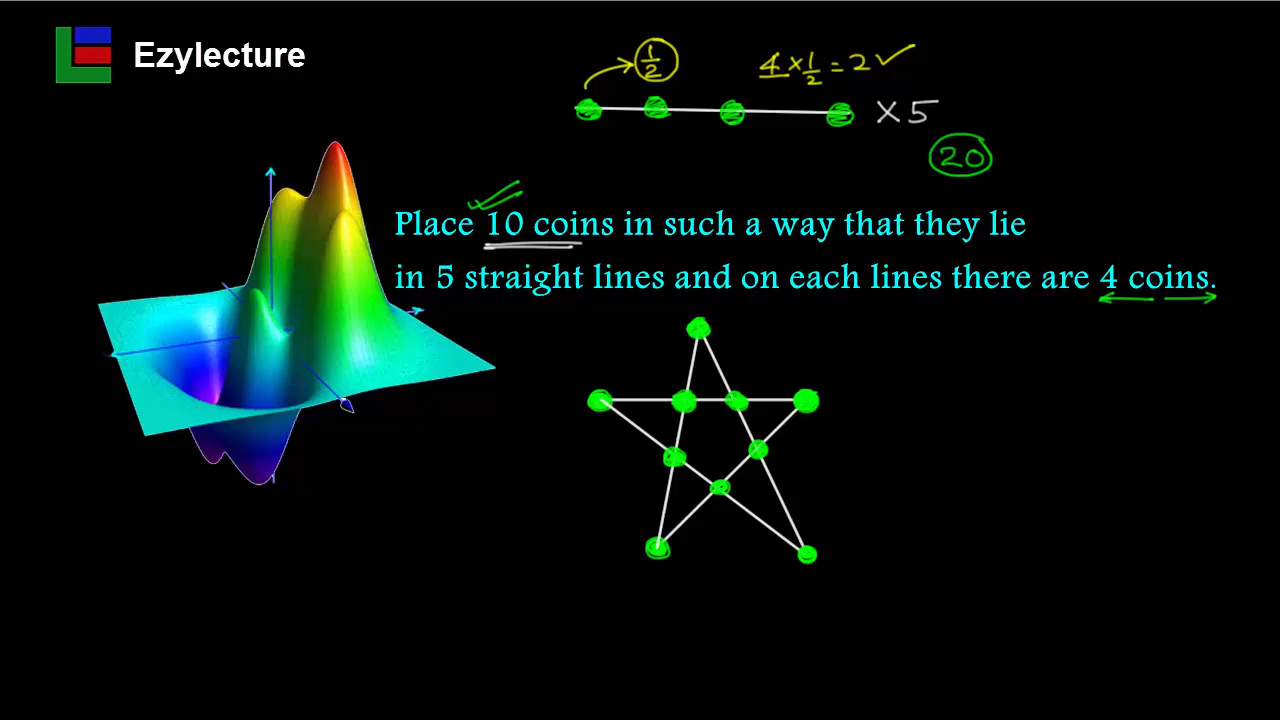 Ezylecture
1/2
4 × 1/2 = 2 ✓
× 5
20
Place 10 coins in such a way that they lie
in 5 straight lines and on each lines there are 4 coins.